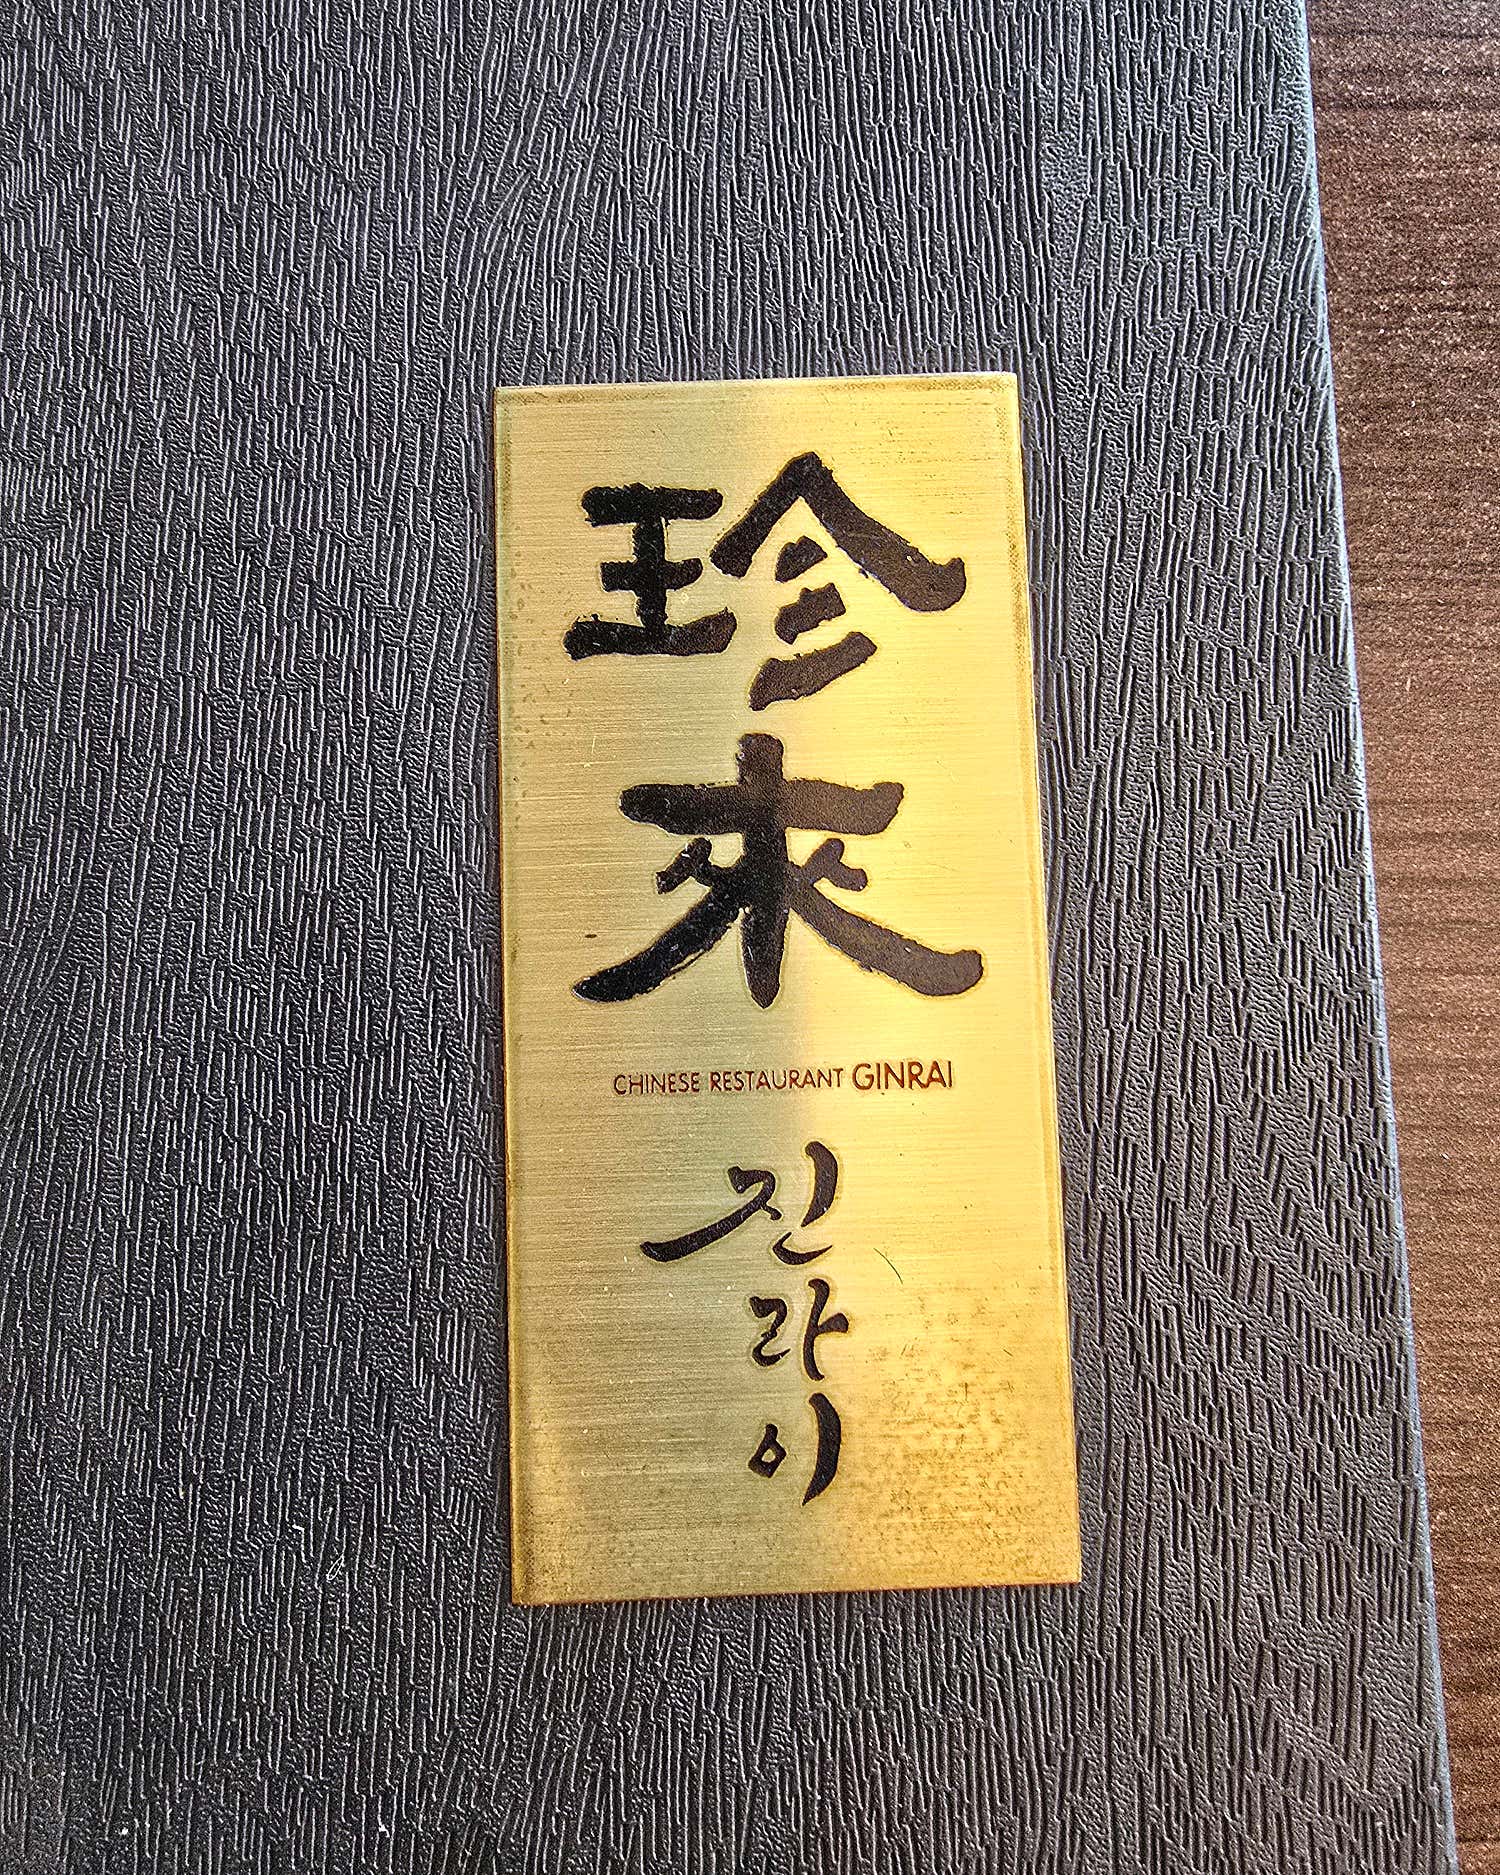 珍來
CHINESE RESTAURANT GINRAI
진라이